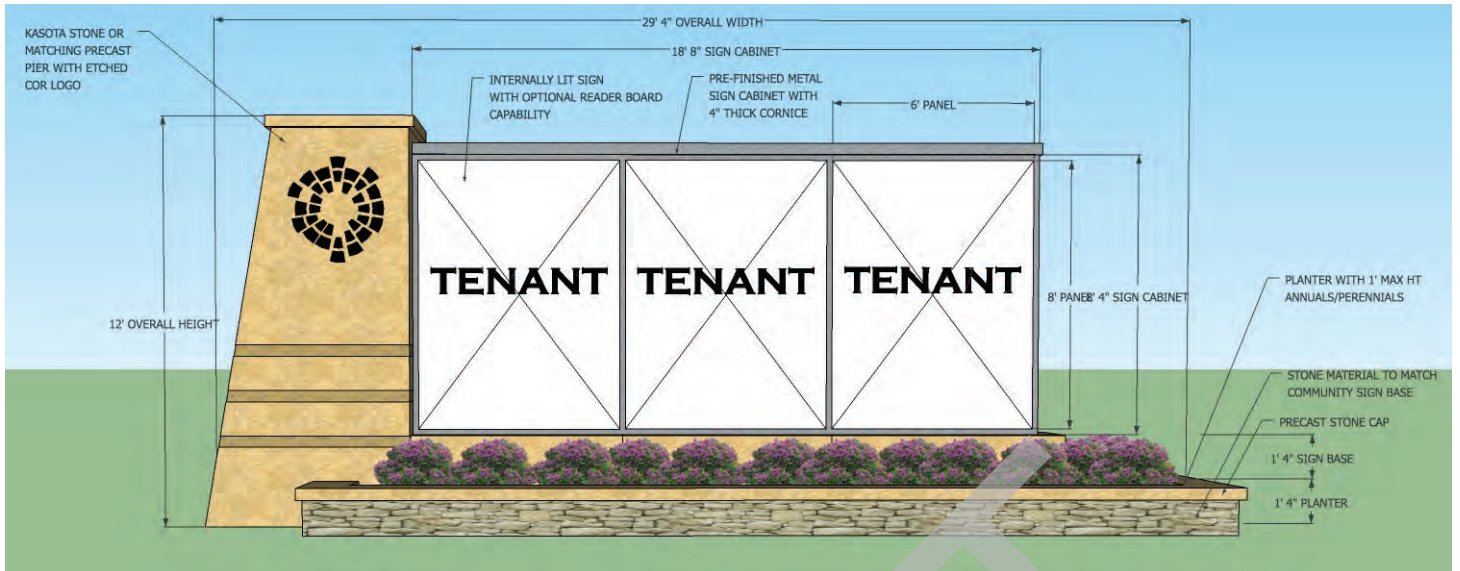 29' 4" OVERALL WIDTH
KASOTA STONE OR
MATCHING PRECAST
PIER WITH ETCHED
COR LOGO
18' 8" SIGN CABINET
INTERNALLY LIT SIGN
WITH OPTIONAL READER BOARD
CAPABILITY
PRE-FINISHED METAL
SIGN CABINET WITH
4" THICK CORNICE
6' PANEL
TENANT
TENANT
TENANT
12' OVERALL HEIGHT
8' PANEL
8' 4" SIGN CABINET
PLANTER WITH 1' MAX HT
ANNUALS/PERENNIALS
STONE MATERIAL TO MATCH
COMMUNITY SIGN BASE
PRECAST STONE CAP
1' 4" SIGN BASE
1' 4" PLANTER